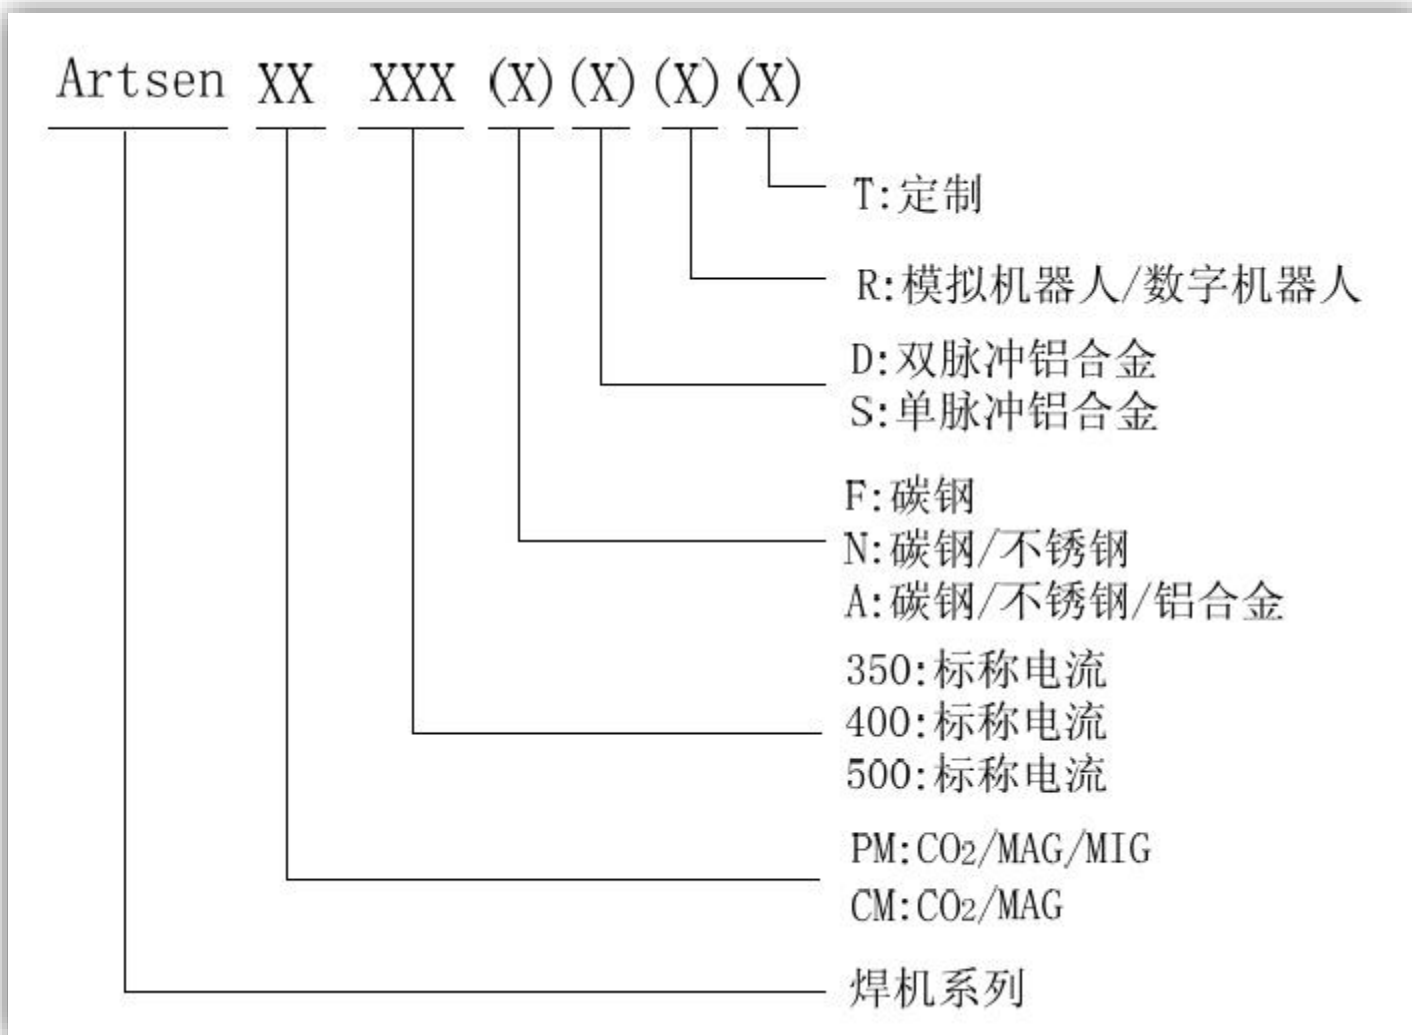 Artsen XX XXX (X)(X)(X)(X)
T:定制
R:模拟机器人/数字机器人
D:双脉冲铝合金
S:单脉冲铝合金
F:碳钢
N:碳钢/不锈钢
A:碳钢/不锈钢/铝合金
350:标称电流
400:标称电流
500:标称电流
PM:CO2/MAG/MIG
CM:CO2/MAG
焊机系列